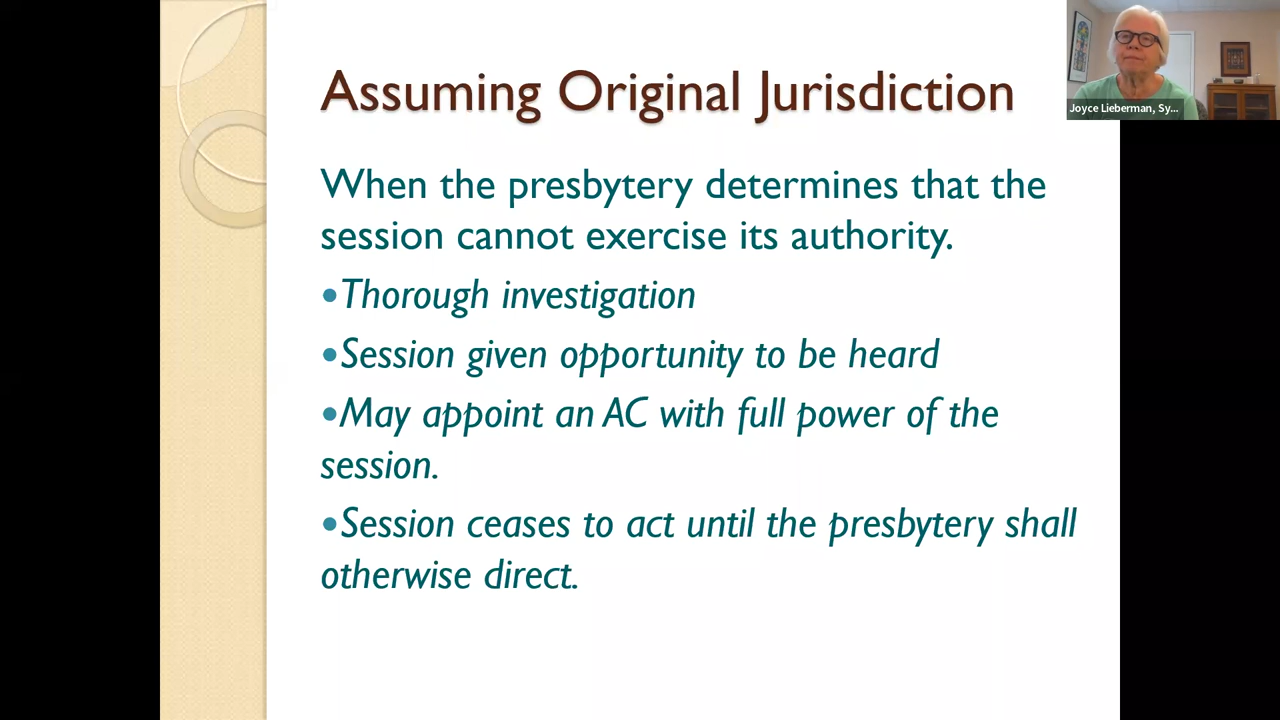 Assuming Original Jurisdiction
Joyce Lieberman, Sy...
When the presbytery determines that the
session cannot exercise its authority.
•Thorough investigation
•Session given opportunity to be heard
•May appoint an AC with full power of the
session.
•Session ceases to act until the presbytery shall
otherwise direct.